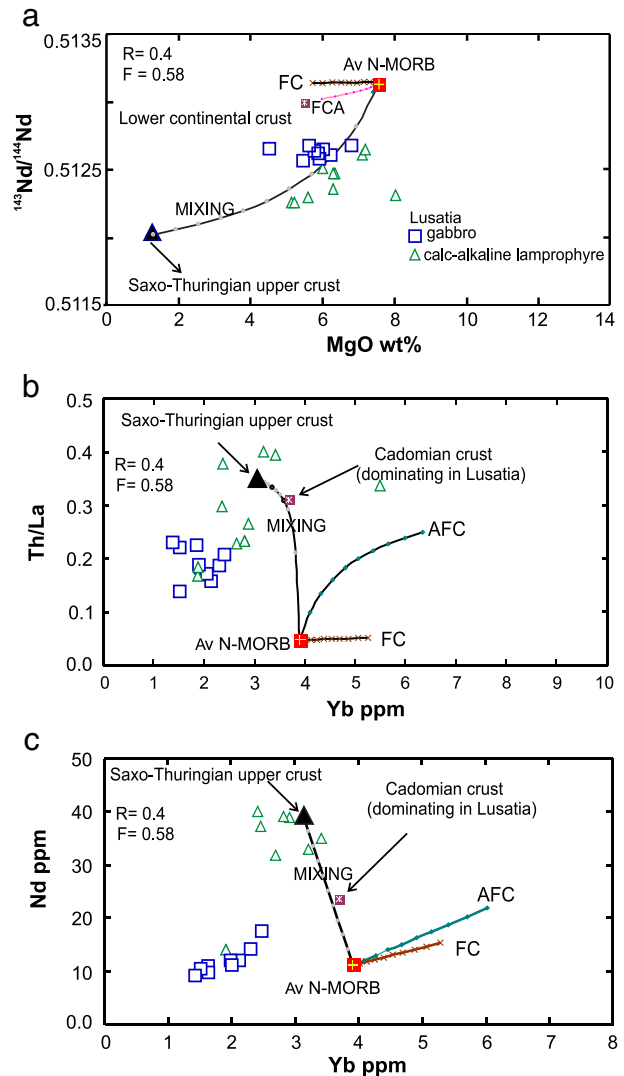 a
0.5135
R= 0.4
F = 0.58
Av N-MORB
FC
FCA
Lower continental crust
¹⁴³Nd/¹⁴⁴Nd
0.5125
MIXING
Lusatia
gabbro
calc-alkaline lamprophyre
Saxo-Thuringian upper crust
0.5115
2 4 6 8 10 12 14
MgO wt%
b
0.5
Saxo-Thuringian upper crust
0.4
R= 0.4
F= 0.58
Cadomian crust
(dominating in Lusatia)
0.3
MIXING
AFC
Th/La
0.2
0.1
Av N-MORB
FC
0.0
0 1 2 3 4 5 6 7 8 9 10
Yb ppm
c
50
Saxo-Thuringian upper crust
40
R= 0.4
F = 0.58
Cadomian crust
(dominating in Lusatia)
30
Nd ppm
MIXING
20
AFC
FC
10
Av N-MORB
0.0
0 1 2 3 4 5 6 7 8
Yb ppm